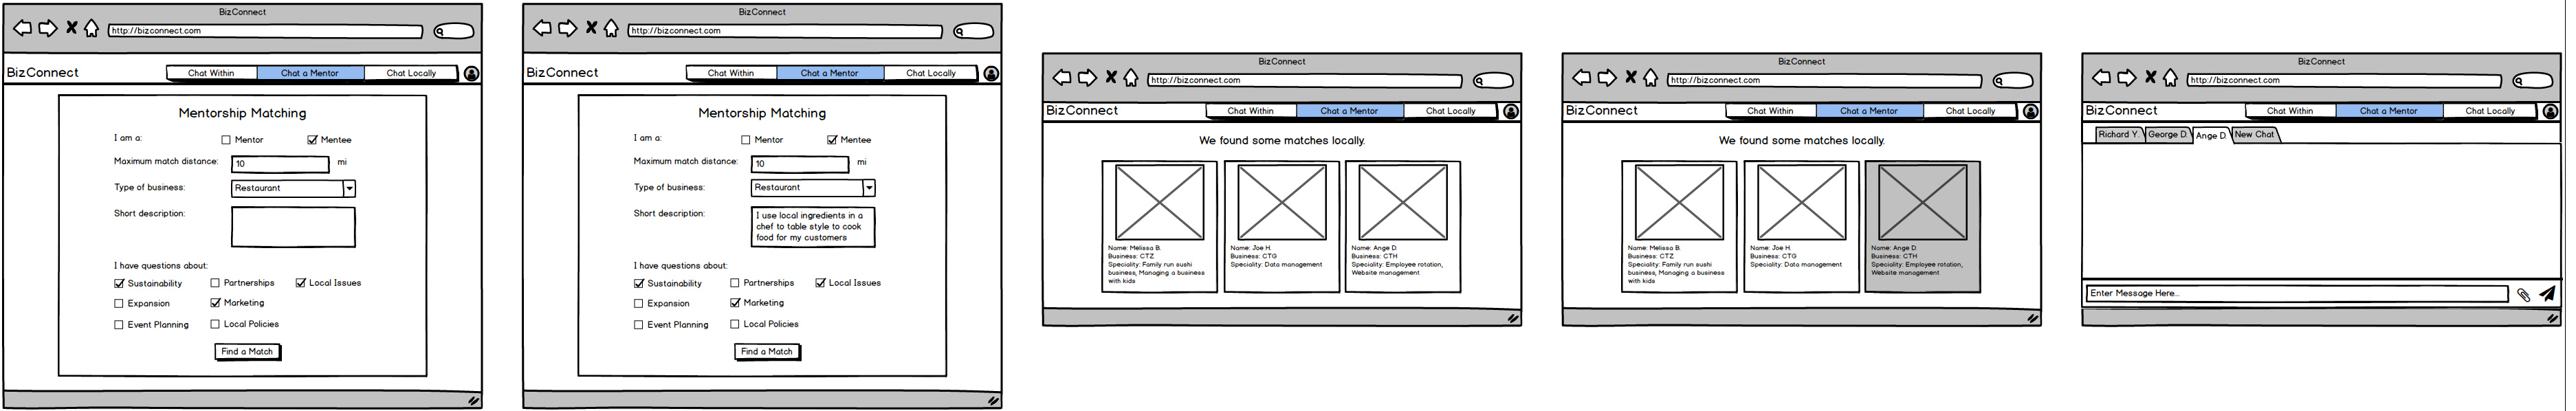 BizConnect
http://bizconnect.com
BizConnect
Chat Within
Chat a Mentor
Chat Locally
Mentorship Matching
I am a:
Mentor
Mentee
Maximum match distance:
10
mi
Type of business:
Restaurant
Short description:
I have questions about:
Sustainability
Partnerships
Local Issues
Expansion
Marketing
Event Planning
Local Policies
Find a Match
BizConnect
http://bizconnect.com
BizConnect
Chat Within
Chat a Mentor
Chat Locally
Mentorship Matching
I am a:
Mentor
Mentee
Maximum match distance:
10
mi
Type of business:
Restaurant
Short description:
I use local ingredients in a
chef to table style to cook
food for my customers
I have questions about:
Sustainability
Partnerships
Local Issues
Expansion
Marketing
Event Planning
Local Policies
Find a Match
BizConnect
http://bizconnect.com
BizConnect
Chat Within
Chat a Mentor
Chat Locally
We found some matches locally.
Name: Melissa B.
Business: CTZ
Speciality: Family run sushi
business, Managing a business
with kids
Name: Joe H.
Business: CTG
Speciality: Data management
Name: Ange D.
Business: CTH
Speciality: Employee rotation,
Website management
BizConnect
http://bizconnect.com
BizConnect
Chat Within
Chat a Mentor
Chat Locally
We found some matches locally.
Name: Melissa B.
Business: CTZ
Speciality: Family run sushi
business, Managing a business
with kids
Name: Joe H.
Business: CTG
Speciality: Data management
Name: Ange D.
Business: CTH
Speciality: Employee rotation,
Website management
BizConnect
http://bizconnect.com
BizConnect
Chat Within
Chat a Mentor
Chat Locally
Richard Y.
George D.
Ange D.
New Chat
Enter Message Here...